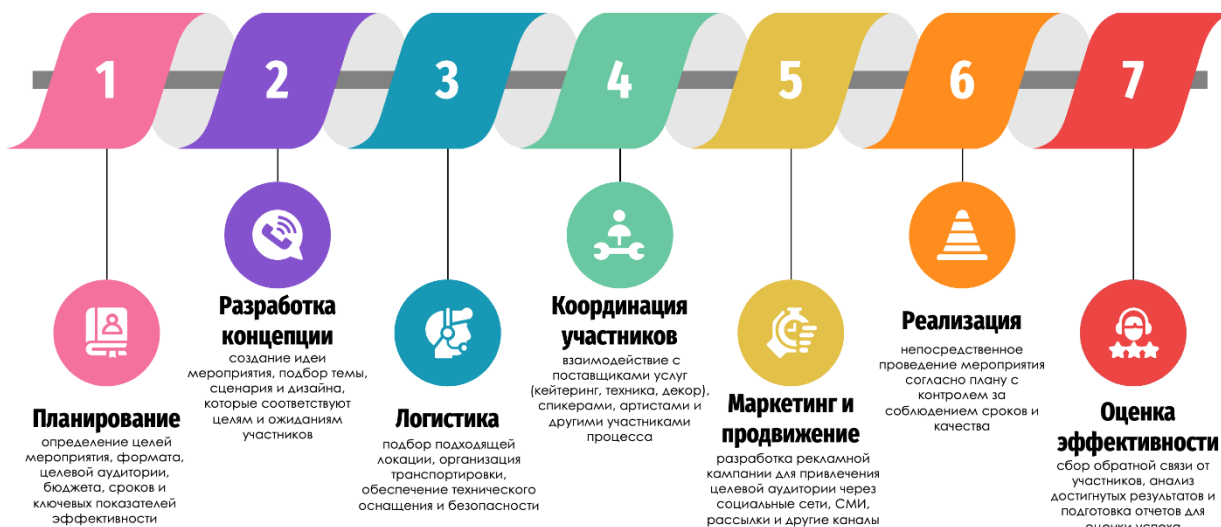 1
2
3
4
5
6
7
Планирование
определение целей
мероприятия, формата,
целевой аудитории,
бюджета, сроков и
ключевых показателей
эффективности
Разработка
концепции
создание идеи
мероприятия, подбор темы,
сценария и дизайна,
которые соответствуют
целям и ожиданиям
участников
Логистика
подбор подходящей
локации, организация
транспортировки,
обеспечение технического
оснащения и безопасности
Координация
участников
взаимодействие с
поставщиками услуг
(кейтеринг, техника, декор),
спикерами, артистами и
другими участниками
процесса
Маркетинг и
продвижение
разработка рекламной
кампании для привлечения
целевой аудитории через
социальные сети, СМИ,
рассылки и другие каналы
Реализация
непосредственное
проведение мероприятия
согласно плану с
контролем за
соблюдением сроков и
качества
Оценка
эффективности
сбор обратной связи от
участников, анализ
достигнутых результатов и
подготовка отчетов для
оценки успеха